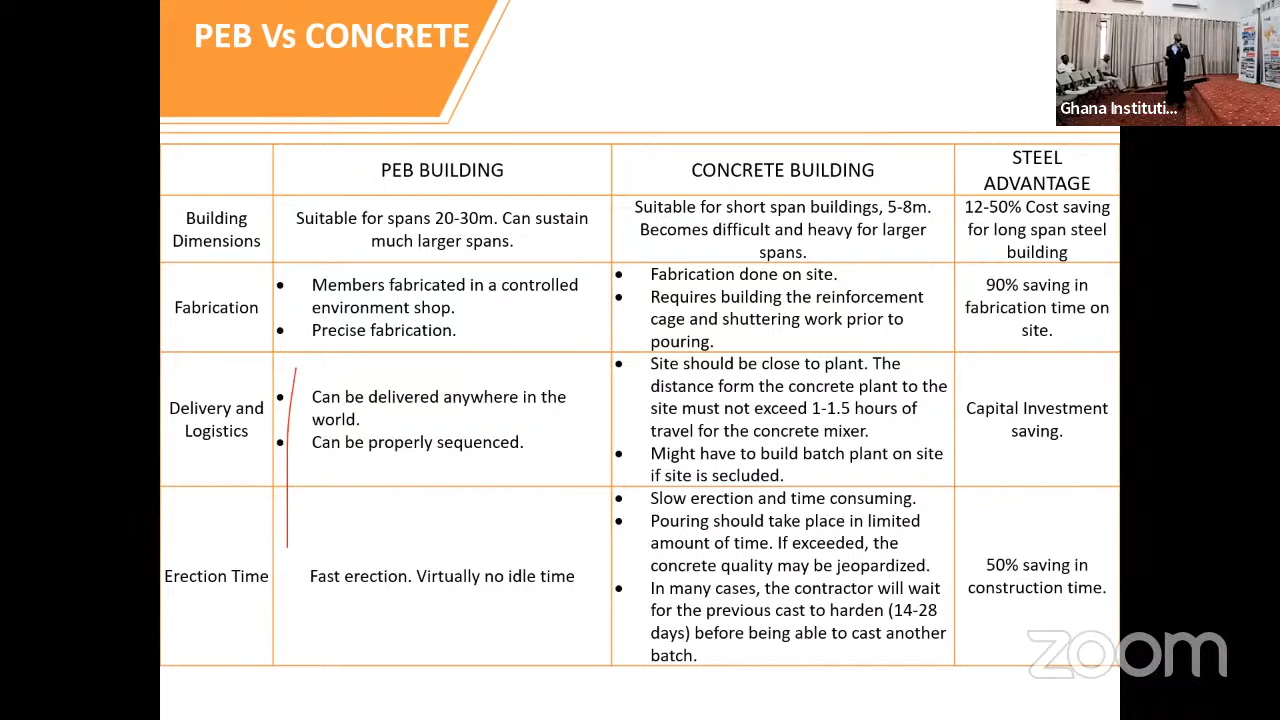 PEB Vs CONCRETE
Ghana Instituti...
PEB BUILDING
CONCRETE BUILDING
STEEL
ADVANTAGE
Building
Dimensions
Suitable for spans 20-30m. Can sustain
much larger spans.
Suitable for short span buildings, 5-8m.
Becomes difficult and heavy for larger
spans.
12-50% Cost saving
for long span steel
building
Fabrication
• Members fabricated in a controlled
environment shop.
• Precise fabrication.
• Fabrication done on site.
• Requires building the reinforcement
cage and shuttering work prior to
pouring.
90% saving in
fabrication time on
site.
Delivery and
Logistics
• Can be delivered anywhere in the
world.
• Can be properly sequenced.
• Site should be close to plant. The
distance form the concrete plant to the
site must not exceed 1-1.5 hours of
travel for the concrete mixer.
• Might have to build batch plant on site
if site is secluded.
Capital Investment
saving.
Erection Time
Fast erection. Virtually no idle time
• Slow erection and time consuming.
• Pouring should take place in limited
amount of time. If exceeded, the
concrete quality may be jeopardized.
• In many cases, the contractor will wait
for the previous cast to harden (14-28
days) before being able to cast another
batch.
50% saving in
construction time.
zoom